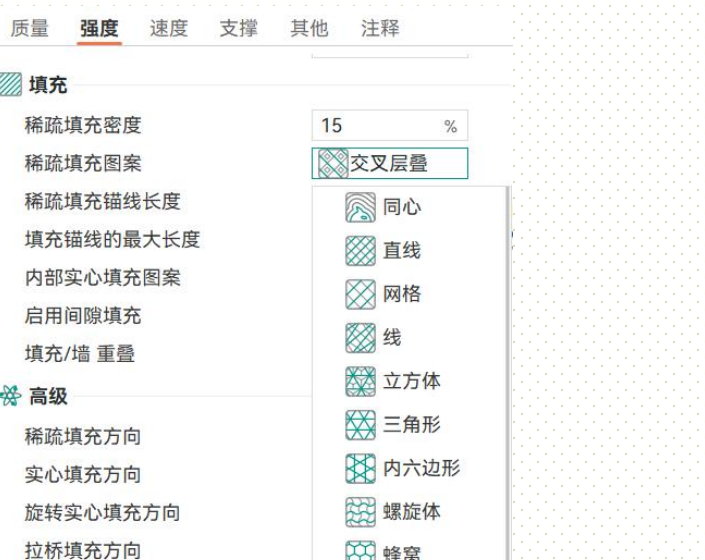 质量 强度 速度 支撑 其他 注释
填充
稀疏填充密度 15 %
稀疏填充图案 交叉层叠
稀疏填充锚线长度
同心
填充锚线的最大长度
直线
内部实心填充图案
网格
启用间隙填充
线
填充/墙 重叠
立方体
高级
三角形
稀疏填充方向
内六边形
实心填充方向
旋转实心填充方向
螺旋体
拉桥填充方向
蜂窝